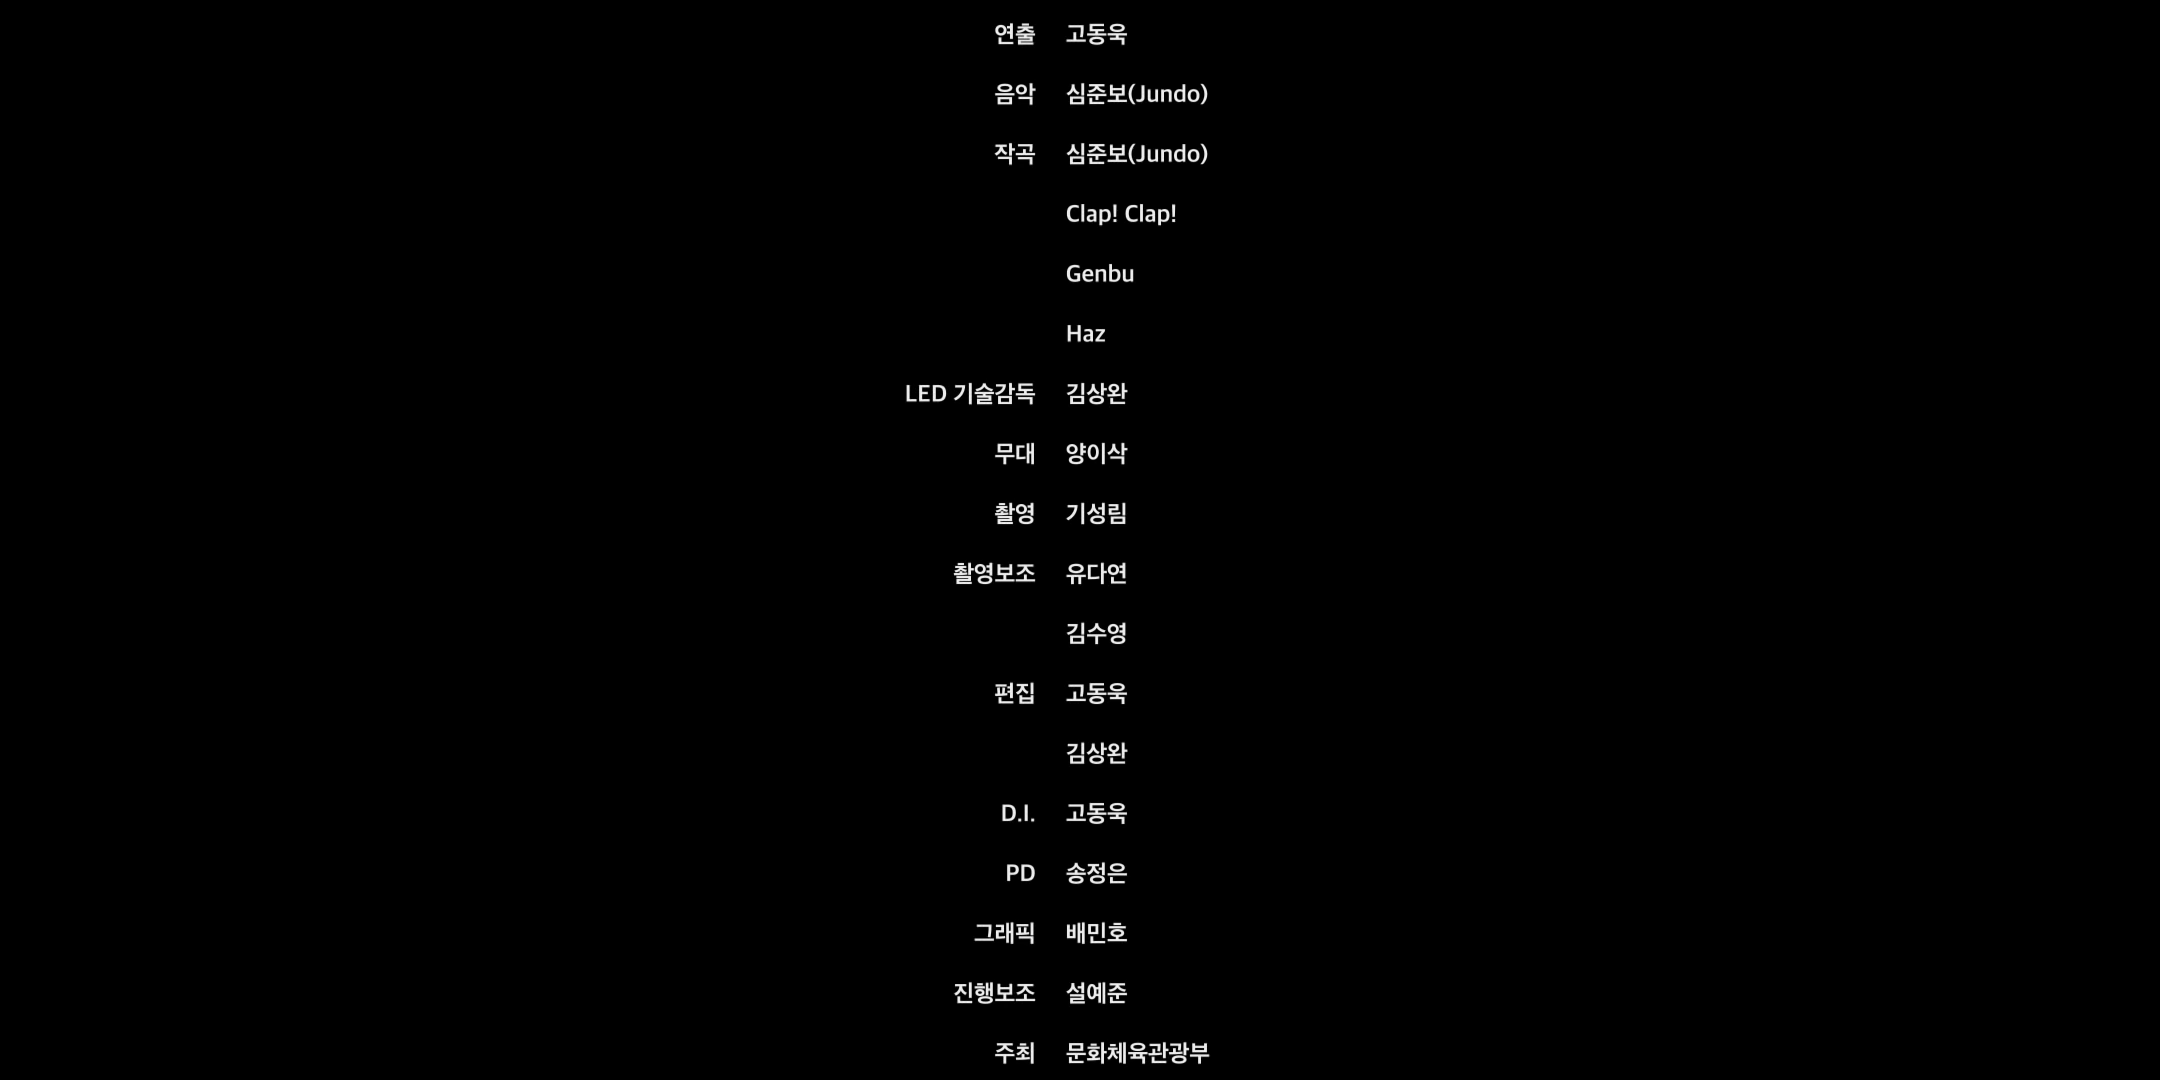 연출 고동욱
음악 심준보(Jundo)
작곡 심준보(Jundo)
Clap! Clap!
Genbu
Haz
LED 기술감독 김상완
무대 양이삭
촬영 기성림
촬영보조 유다연
김수영
편집 고동욱
김상완
D.I. 고동욱
PD 송정은
그래픽 배민호
진행보조 설예준
주최 문화체육관광부